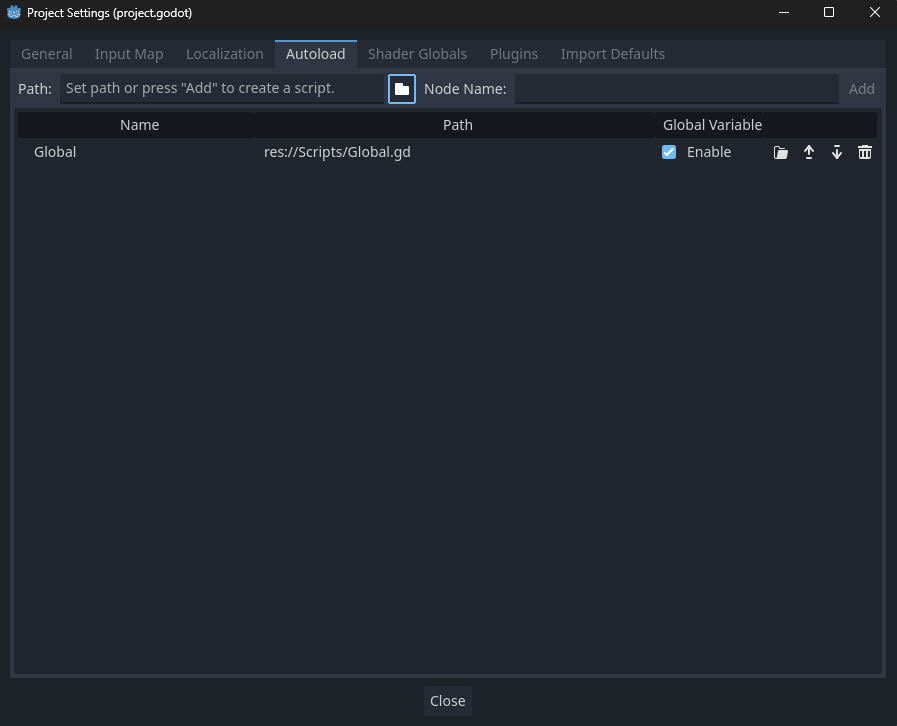 Project Settings (project.godot)
General Input Map Localization Autoload Shader Globals Plugins Import Defaults
Path: Set path or press "Add" to create a script. Node Name: Add
Name Path Global Variable
Global res://Scripts/Global.gd Enable
Close